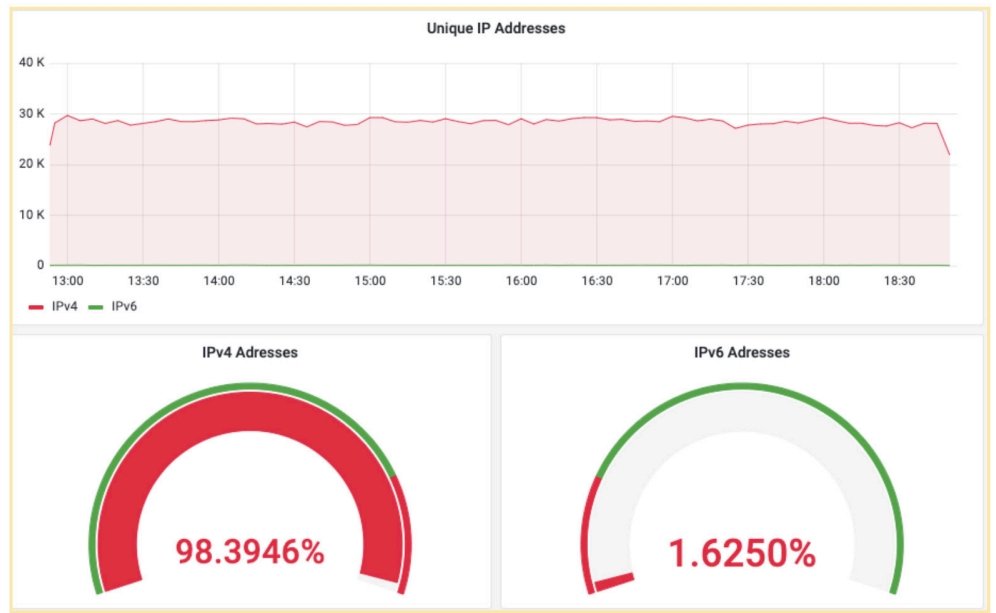 Unique IP Addresses
40 K
30 K
20 K
10 K
0
13:00 13:30 14:00 14:30 15:00 15:30 16:00 16:30 17:00 17:30 18:00 18:30
IPv4 IPv6
IPv4 Adresses
98.3946%
IPv6 Adresses
1.6250%